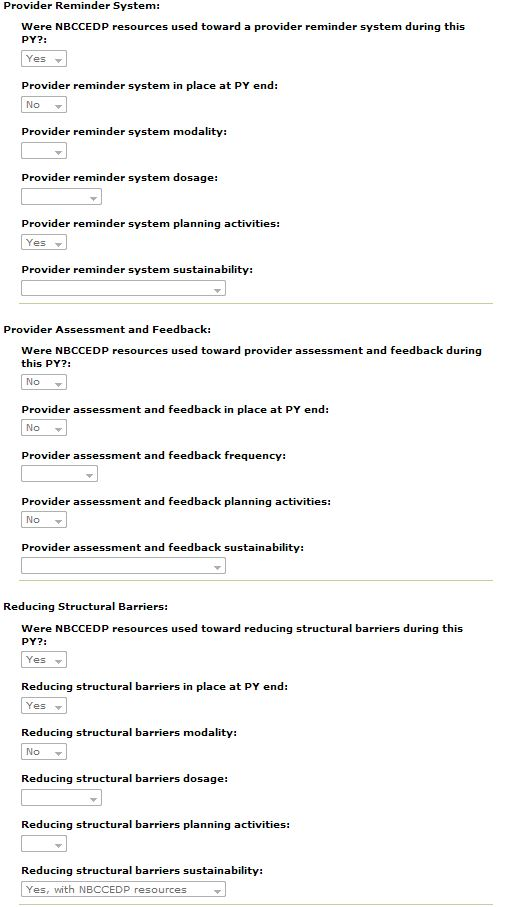 Provider Reminder System:
Were NBCCEDP resources used toward a provider reminder system during this
PY?:
Yes
Provider reminder system in place at PY end:
No
Provider reminder system modality:
Provider reminder system dosage:
Provider reminder system planning activities:
Yes
Provider reminder system sustainability:
Provider Assessment and Feedback:
Were NBCCEDP resources used toward provider assessment and feedback during
this PY?:
No
Provider assessment and feedback in place at PY end:
No
Provider assessment and feedback frequency:
Provider assessment and feedback planning activities:
No
Provider assessment and feedback sustainability:
Reducing Structural Barriers:
Were NBCCEDP resources used toward reducing structural barriers during this
PY?:
Yes
Reducing structural barriers in place at PY end:
Yes
Reducing structural barriers modality:
No
Reducing structural barriers dosage:
Reducing structural barriers planning activities:
Reducing structural barriers sustainability:
Yes, with NBCCEDP resources